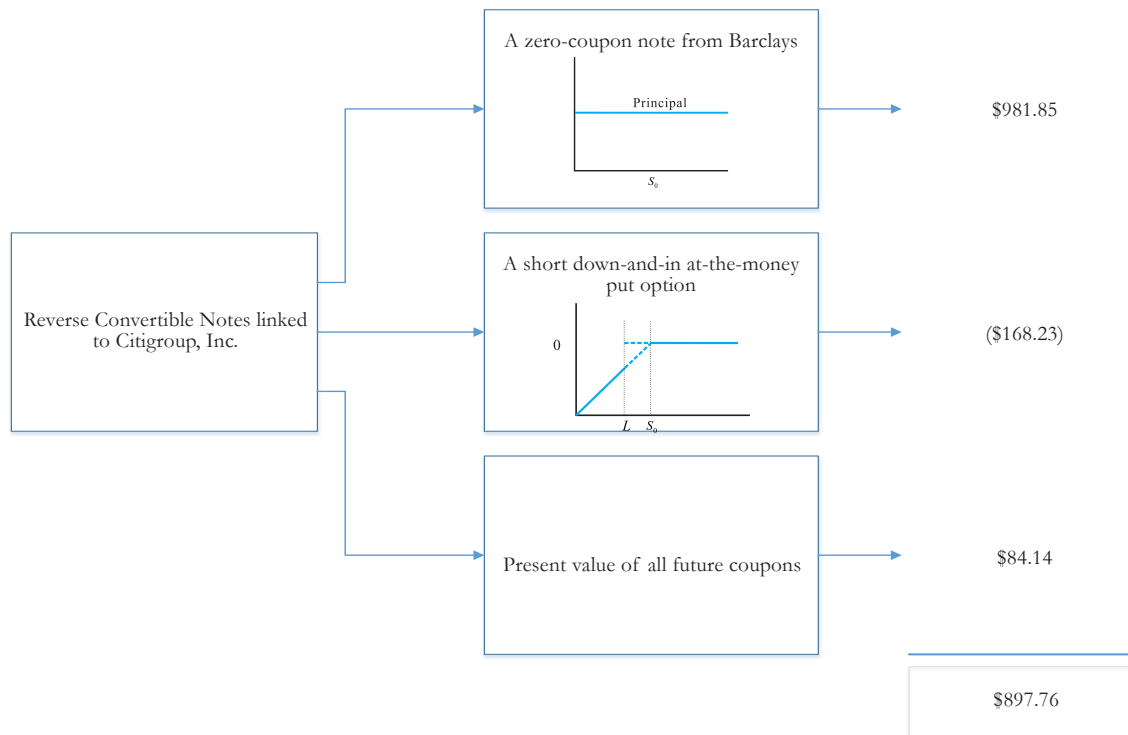 A zero-coupon note from Barclays
Principal
S₀
$981.85
Reverse Convertible Notes linked
to Citigroup, Inc.
A short down-and-in at-the-money
put option
0
L S₀
($168.23)
Present value of all future coupons
$84.14
$897.76